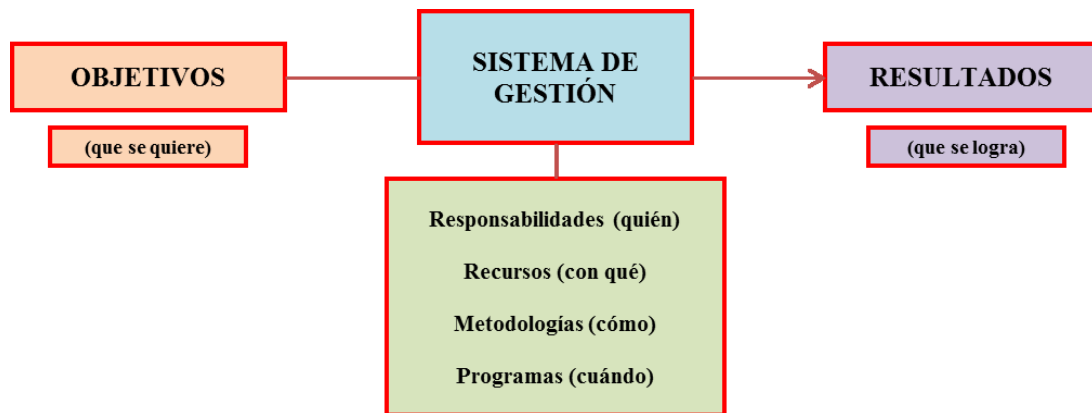 OBJETIVOS
(que se quiere)
SISTEMA DE
GESTIÓN
RESULTADOS
(que se logra)
Responsabilidades (quién)
Recursos (con qué)
Metodologías (cómo)
Programas (cuándo)